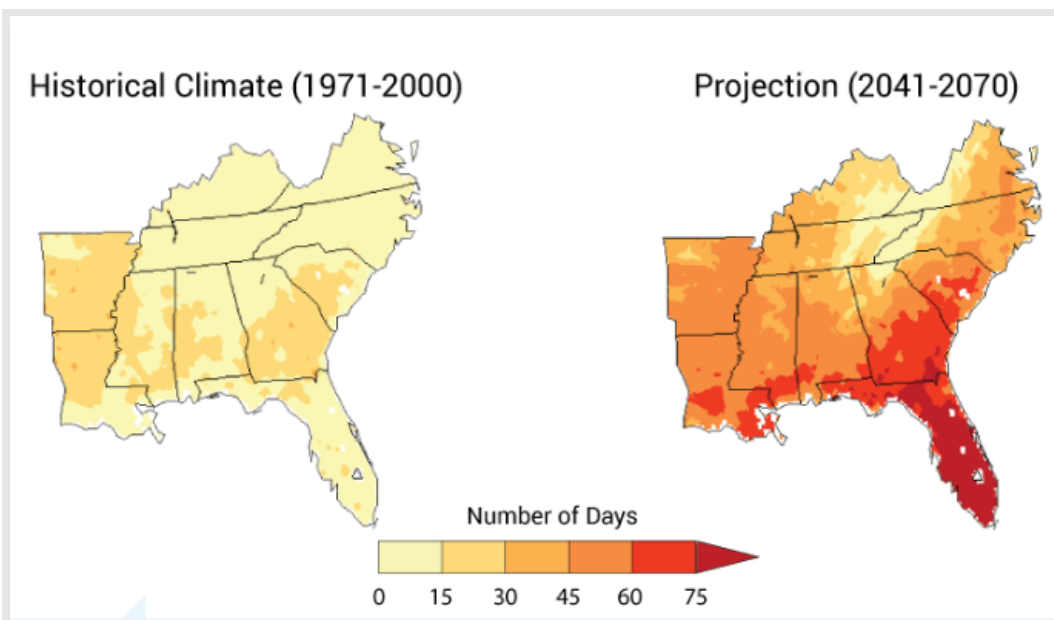 Historical Climate (1971-2000)
Projection (2041-2070)
Number of Days
0 15 30 45 60 75